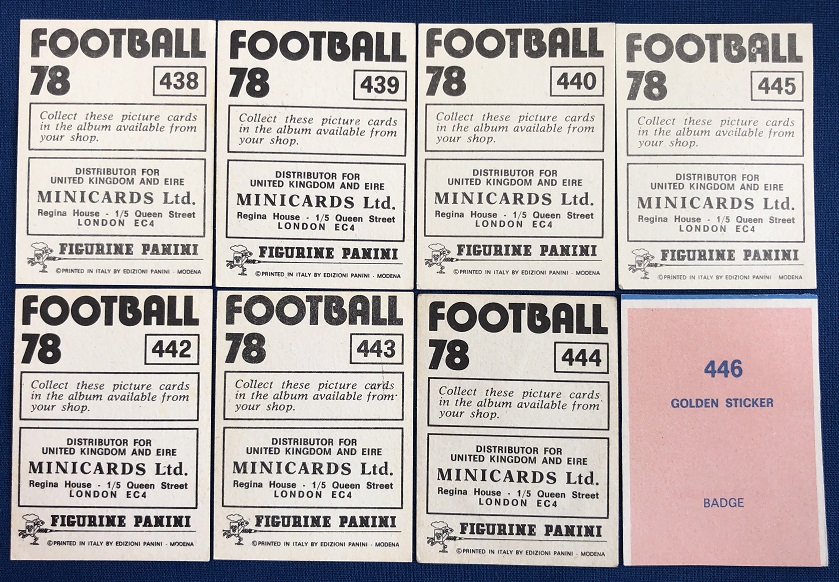 FOOTBALL
78 438
Collect these picture cards
in the album available from
your shop.
DISTRIBUTOR FOR
UNITED KINGDOM AND EIRE
MINICARDS Ltd.
Regina House - 1/5 Queen Street
LONDON EC4
FIGURINE PANINI
©PRINTED IN ITALY BY EDIZIONI PANINI - MODENA
FOOTBALL
78 439
Collect these picture cards
in the album available from
your shop.
DISTRIBUTOR FOR
UNITED KINGDOM AND EIRE
MINICARDS Ltd.
Regina House - 1/5 Queen Street
LONDON EC4
FIGURINE PANINI
©PRINTED IN ITALY BY EDIZIONI PANINI - MODENA
FOOTBALL
78 440
Collect these picture cards
in the album available from
your shop.
DISTRIBUTOR FOR
UNITED KINGDOM AND EIRE
MINICARDS Ltd.
Regina House - 1/5 Queen Street
LONDON EC4
FIGURINE PANINI
©PRINTED IN ITALY BY EDIZIONI PANINI - MODENA
FOOTBALL
78 445
Collect these picture cards
in the album available from
your shop.
DISTRIBUTOR FOR
UNITED KINGDOM AND EIRE
MINICARDS Ltd.
Regina House - 1/5 Queen Street
LONDON EC4
FIGURINE PANINI
©PRINTED IN ITALY BY EDIZIONI PANINI - MODENA
FOOTBALL
78 442
Collect these picture cards
in the album available from
your shop.
DISTRIBUTOR FOR
UNITED KINGDOM AND EIRE
MINICARDS Ltd.
Regina House - 1/5 Queen Street
LONDON EC4
FIGURINE PANINI
©PRINTED IN ITALY BY EDIZIONI PANINI - MODENA
FOOTBALL
78 443
Collect these picture cards
in the album available from
your shop.
DISTRIBUTOR FOR
UNITED KINGDOM AND EIRE
MINICARDS Ltd.
Regina House - 1/5 Queen Street
LONDON EC4
FIGURINE PANINI
©PRINTED IN ITALY BY EDIZIONI PANINI - MODENA
FOOTBALL
78 444
Collect these picture cards
in the album available from
your shop.
DISTRIBUTOR FOR
UNITED KINGDOM AND EIRE
MINICARDS Ltd.
Regina House - 1/5 Queen Street
LONDON EC4
FIGURINE PANINI
©PRINTED IN ITALY BY EDIZIONI PANINI - MODENA
446
GOLDEN STICKER
BADGE